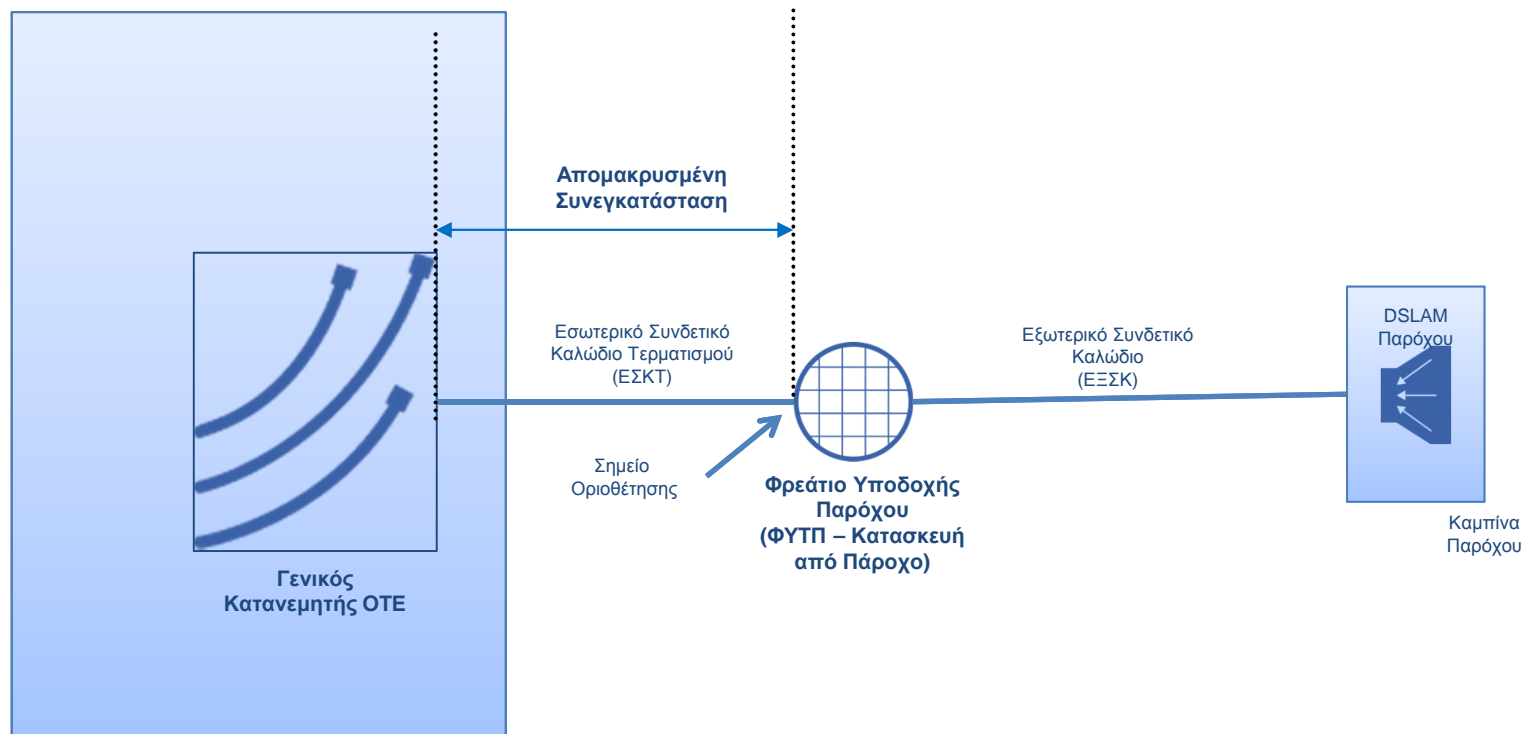 Απομακρυσμένη
Συνεγκατάσταση
Εσωτερικό Συνδετικό
Καλώδιο Τερματισμού
(ΕΣΚΤ)
Εξωτερικό Συνδετικό
Καλώδιο
(ΕΞΣΚ)
DSLAM
Παρόχου
Σημείο
Οριοθέτησης
Φρεάτιο Υποδοχής
Παρόχου
(ΦΥΤΠ – Κατασκευή
από Πάροχο)
Καμπίνα
Παρόχου
Γενικός
Κατανεμητής ΟΤΕ